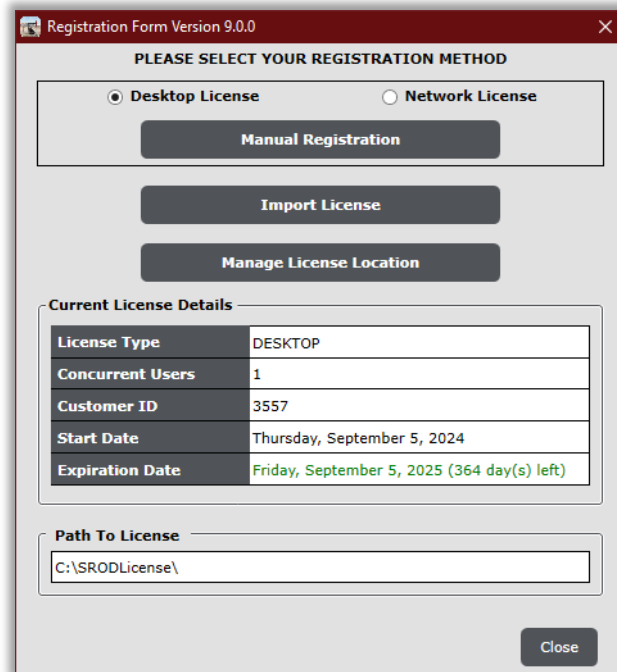 Registration Form Version 9.0.0
PLEASE SELECT YOUR REGISTRATION METHOD
Desktop License Network License
Manual Registration
Import License
Manage License Location
Current License Details
License Type DESKTOP
Concurrent Users 1
Customer ID 3557
Start Date Thursday, September 5, 2024
Expiration Date Friday, September 5, 2025 (364 day(s) left)
Path To License
C:\SRODLicense\
Close